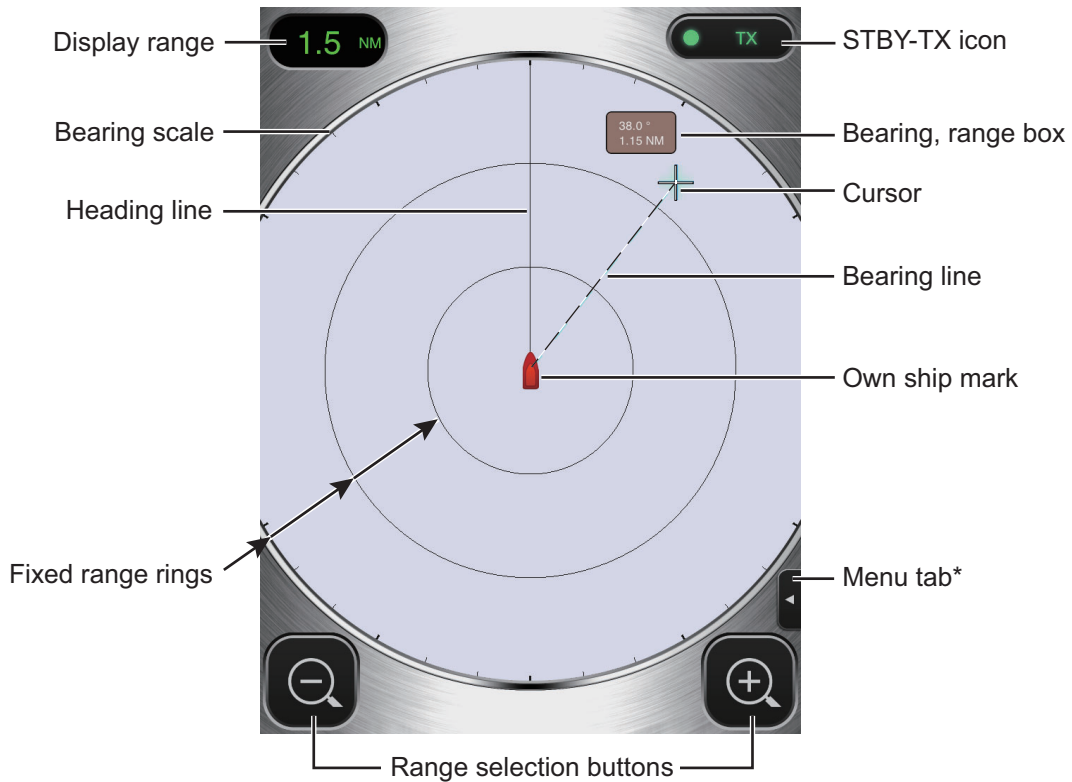 Display range
1.5 NM
TX
STBY-TX icon
Bearing scale
38.0 °
1.15 NM
Bearing, range box
Cursor
Heading line
Bearing line
Own ship mark
Fixed range rings
Menu tab*
Range selection buttons